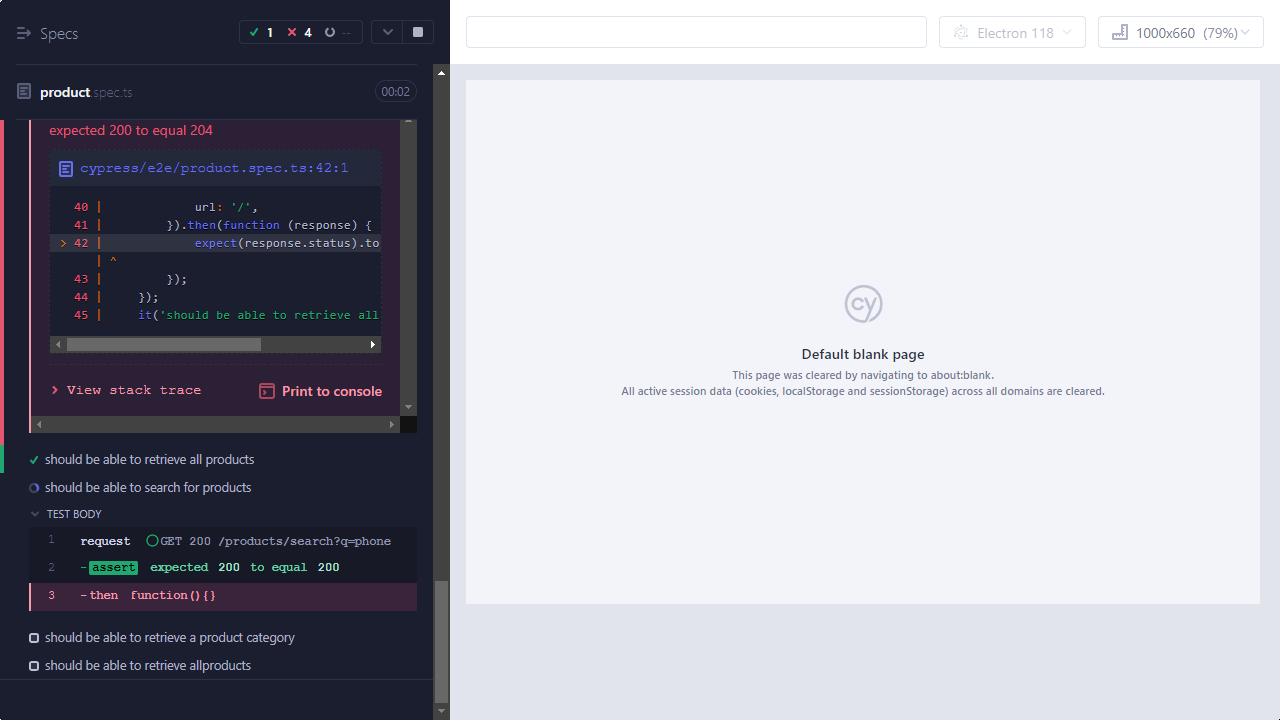 Specs
1 4 --
Electron 118
1000x660 (79%)
product.spec.ts
00:02
expected 200 to equal 204
cypress/e2e/product.spec.ts:42:1
40 | url: '/',
41 | }).then(function (response) {
> 42 | expect(response.status).to
| ^
43 | });
44 | });
45 | it('should be able to retrieve all
> View stack trace
Print to console
should be able to retrieve all products
should be able to search for products
TEST BODY
1 request GET 200 /products/search?q=phone
2 -assert expected 200 to equal 200
3 -then function(){}
should be able to retrieve a product category
should be able to retrieve allproducts
cy
Default blank page
This page was cleared by navigating to about:blank.
All active session data (cookies, localStorage and sessionStorage) across all domains are cleared.